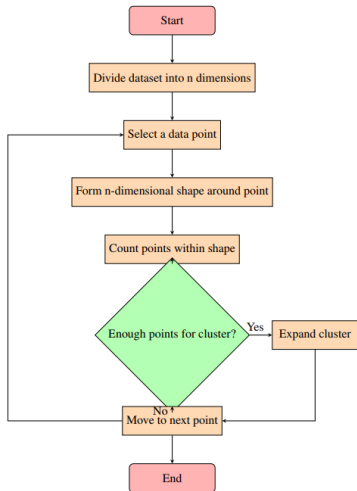 Start
Divide dataset into n dimensions
Select a data point
Form n-dimensional shape around point
Count points within shape
Enough points for cluster?
Yes
Expand cluster
No
Move to next point
End